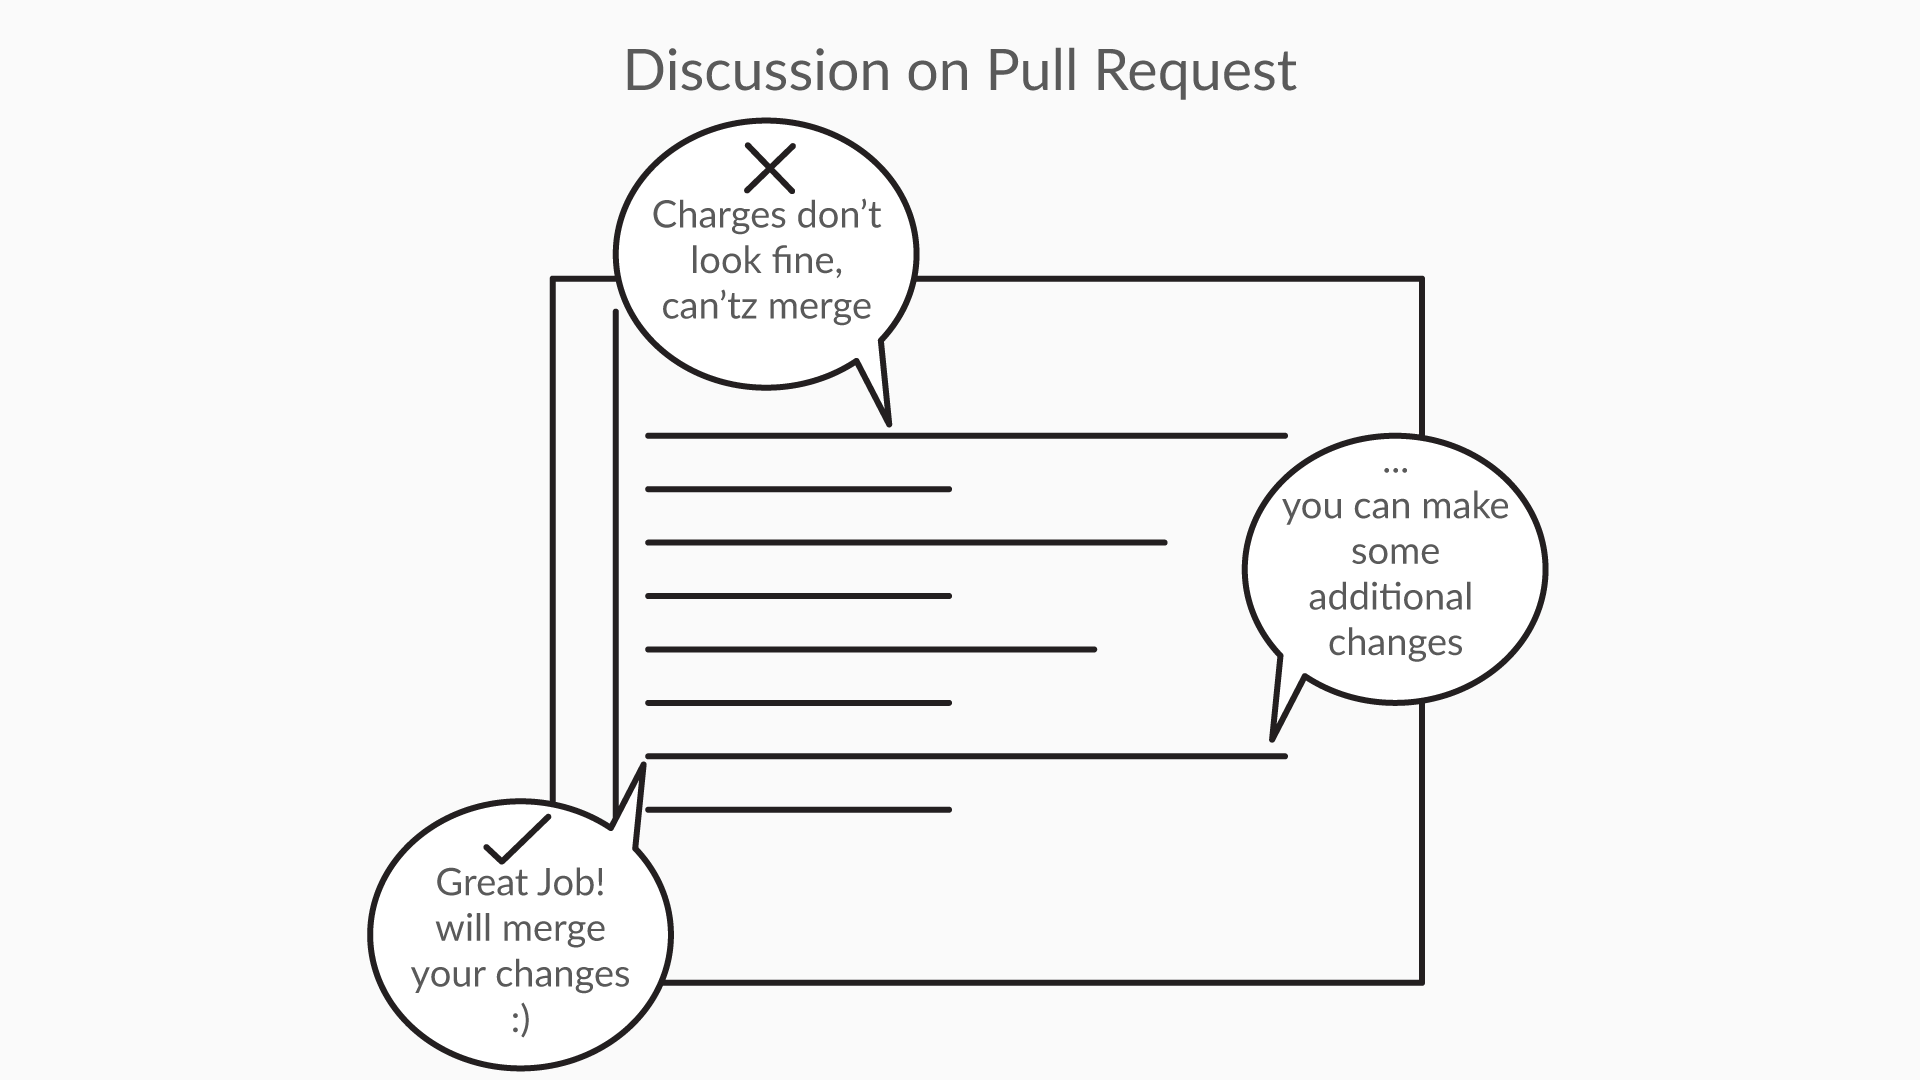 Discussion on Pull Request
Charges don’t
look fine,
can’tz merge
...
you can make
some
additional
changes
Great Job!
will merge
your changes
:)